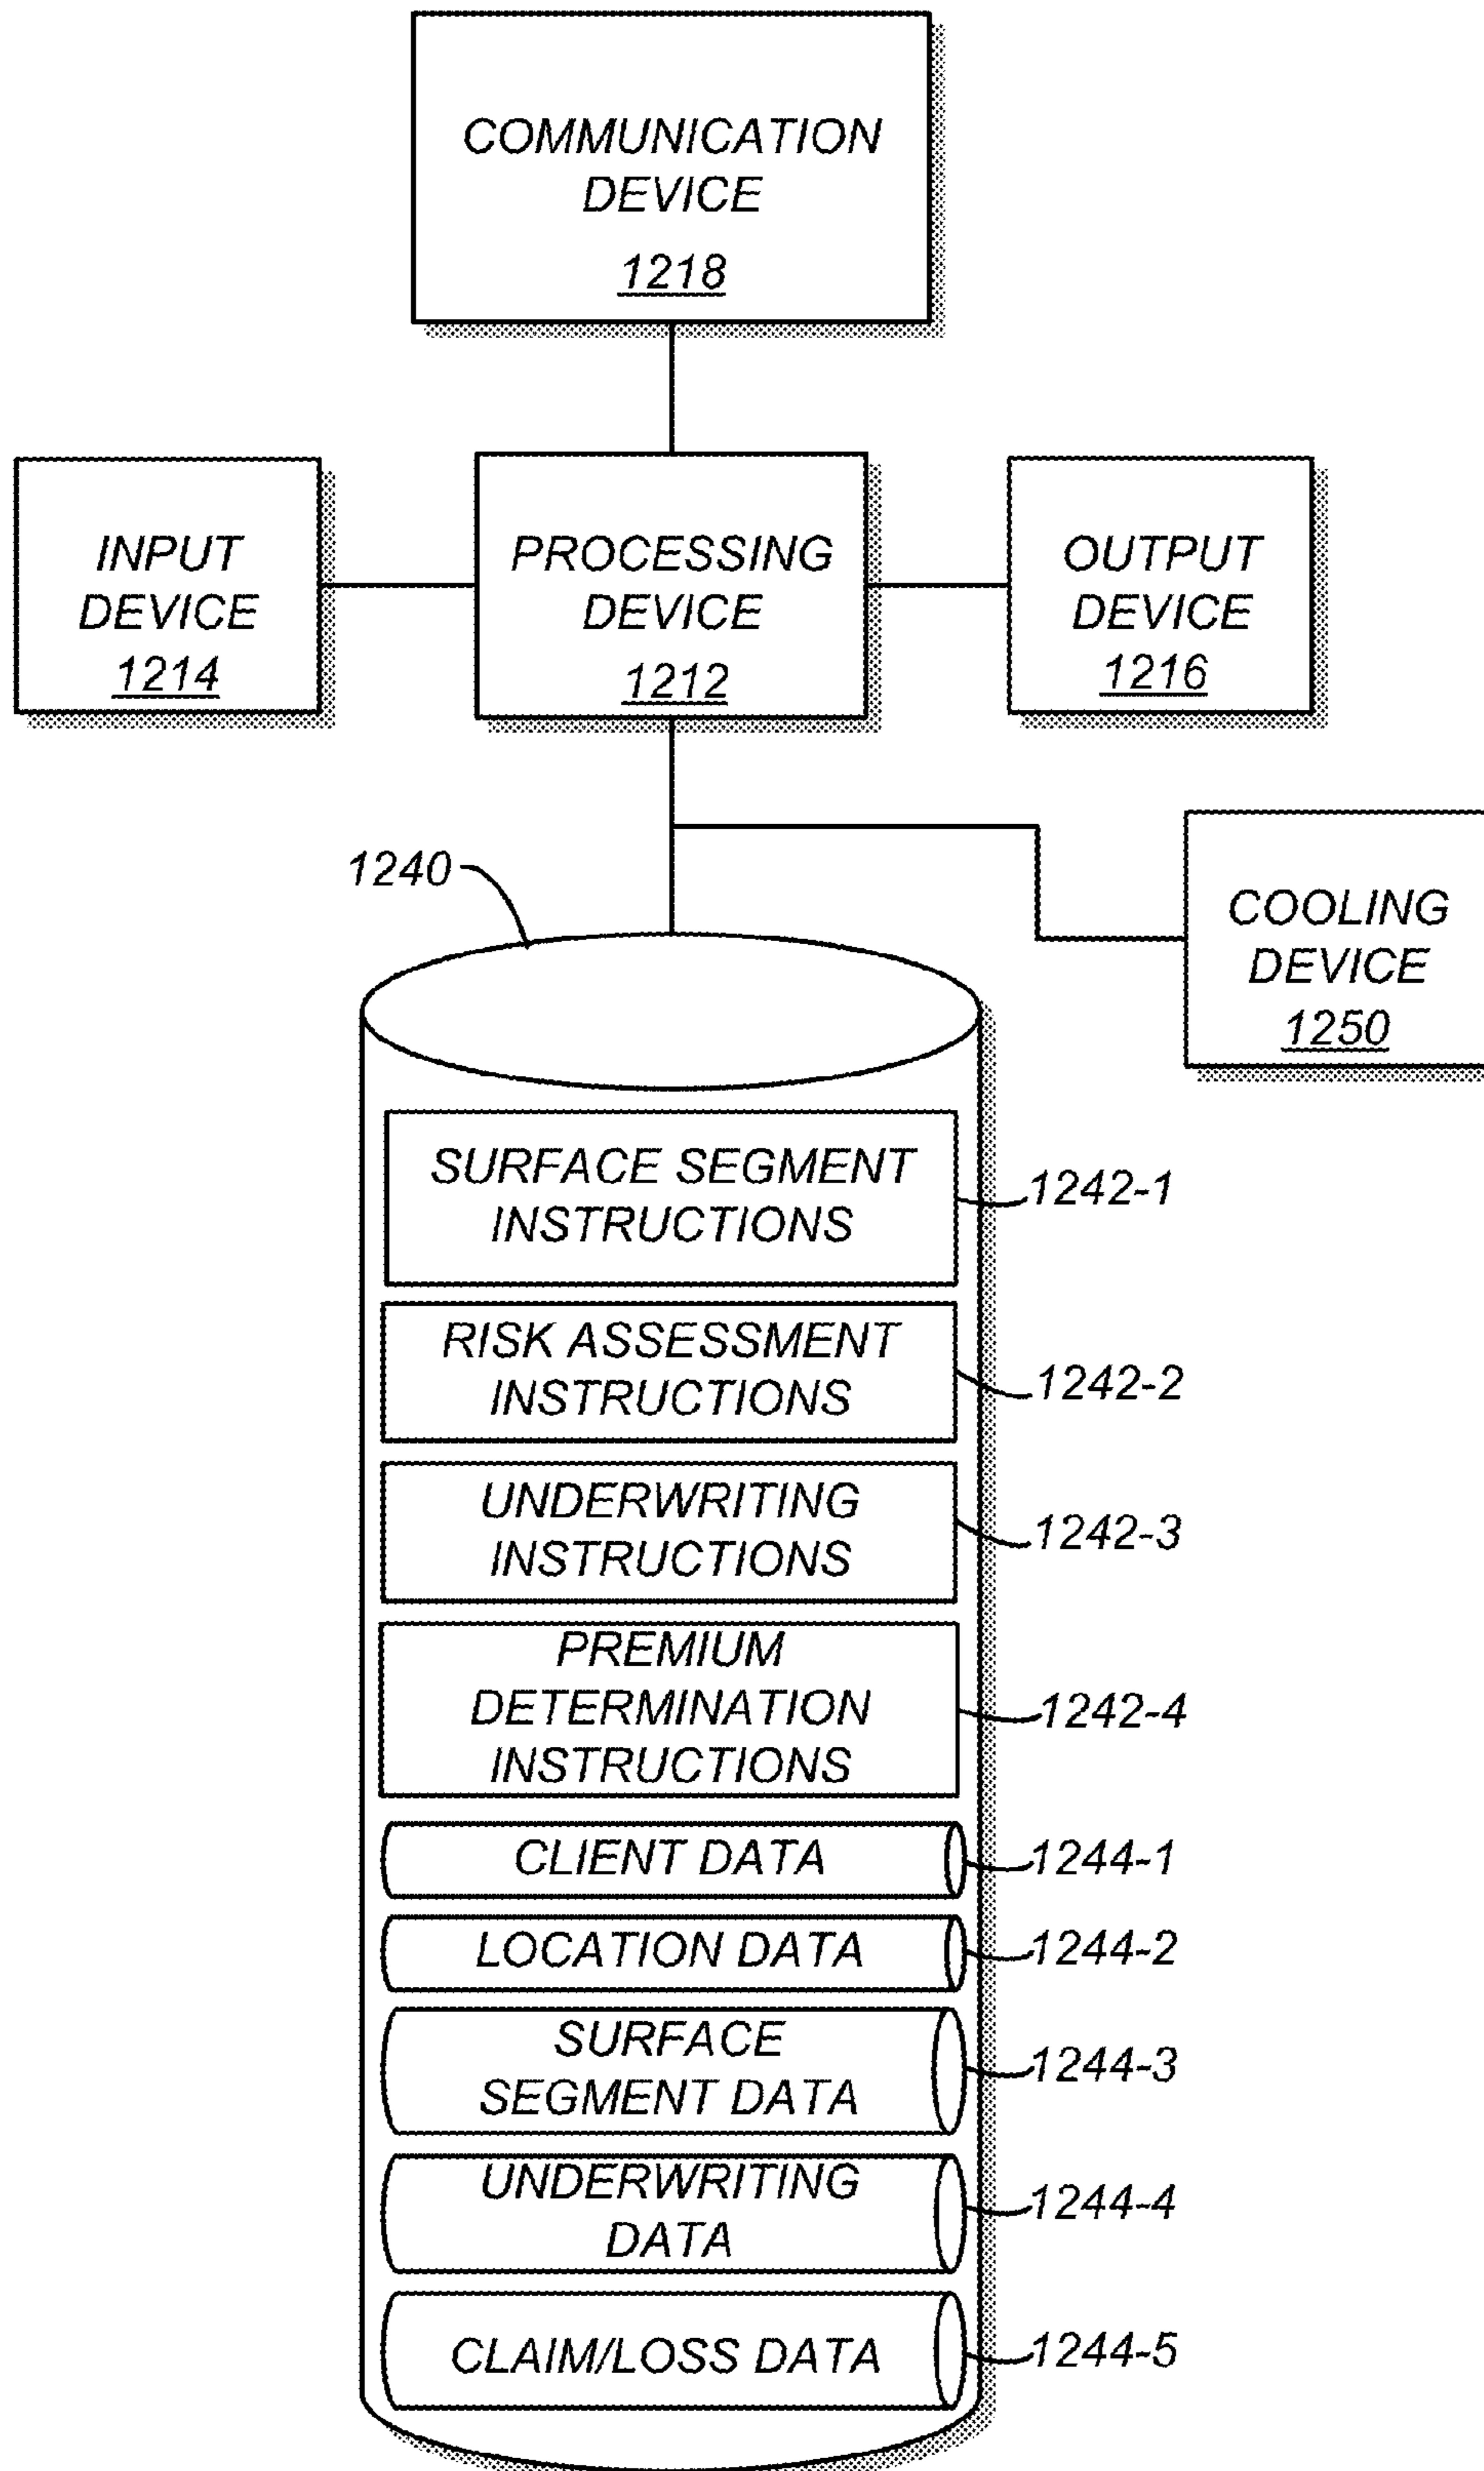 COMMUNICATION
DEVICE
1218
INPUT
DEVICE
1214
PROCESSING
DEVICE
1212
OUTPUT
DEVICE
1216
1240
COOLING
DEVICE
1250
SURFACE SEGMENT
INSTRUCTIONS
1242-1
RISK ASSESSMENT
INSTRUCTIONS
1242-2
UNDERWRITING
INSTRUCTIONS
1242-3
PREMIUM
DETERMINATION
INSTRUCTIONS
1242-4
CLIENT DATA
1244-1
LOCATION DATA
1244-2
SURFACE
SEGMENT DATA
1244-3
UNDERWRITING
DATA
1244-4
CLAIM/LOSS DATA
1244-5